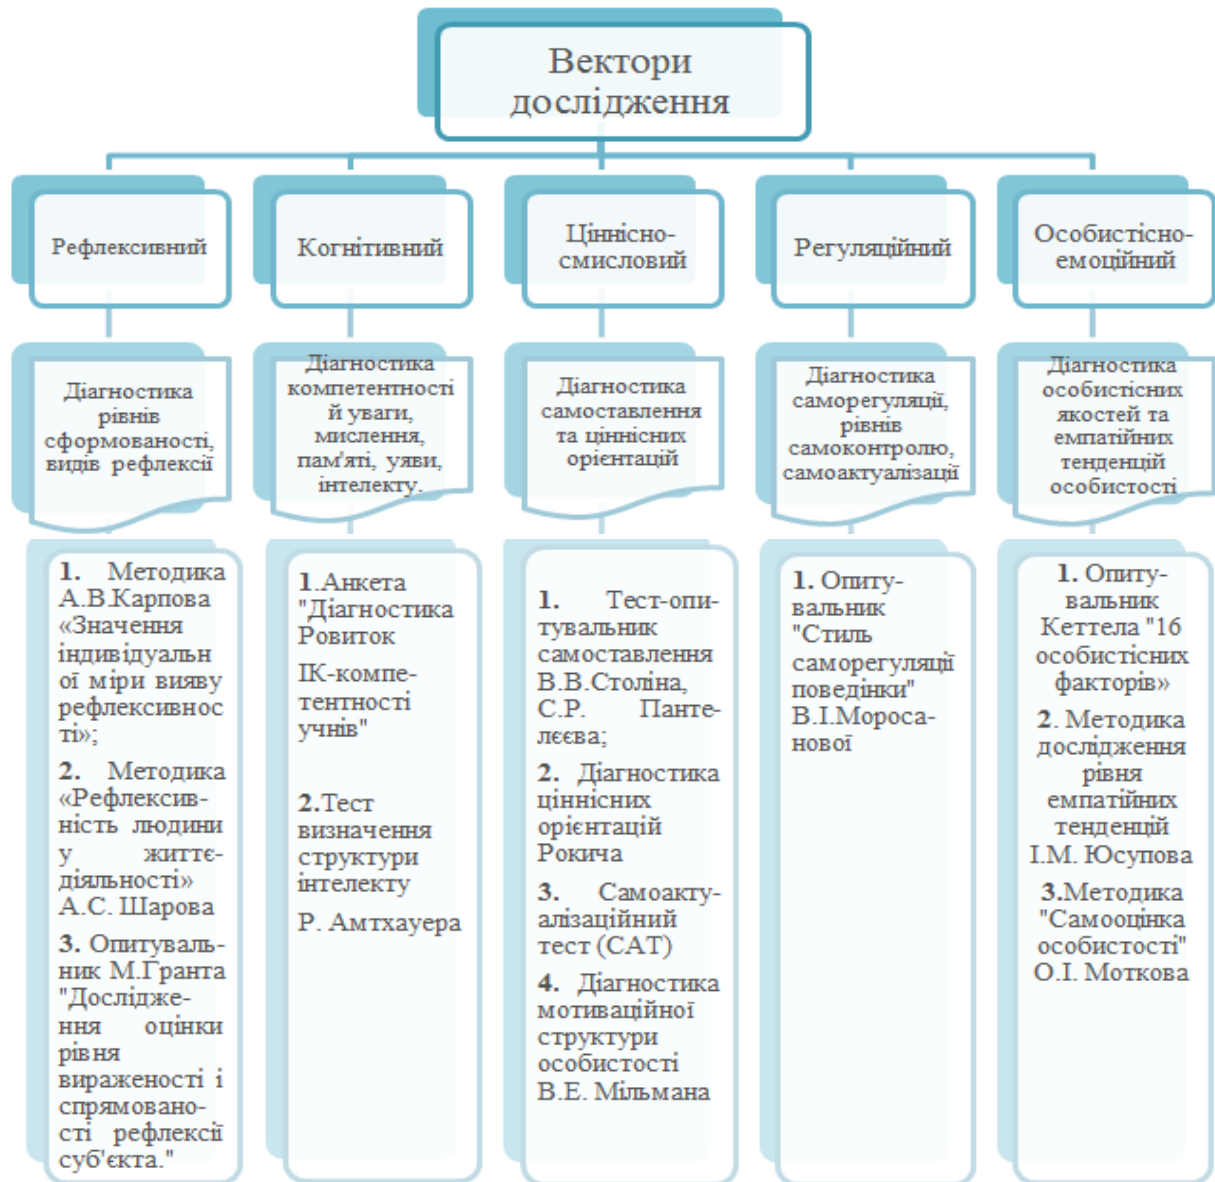 Вектори
дослідження
Рефлексивний
Когнітивний
Ціннісно-
смисловий
Регуляційний
Особистісно-
емоційний
Діагностика
рівнів
сформованості,
видів рефлексії
Діагностика
компетентності
й уваги,
мислення,
пам'яті, уяви,
інтелекту.
Діагностика
самоставлення
та ціннісних
орієнтацій
Діагностика
саморегуляції,
рівнів
самоконтролю,
самоактуалізації
Діагностика
особистісних
якостей та
емпатійних
тенденцій
особистості
1. Методика
А.В.Карпова
«Значення
індивідуальн
ої міри вияву
рефлексивнос
ті»;
2. Методика
«Рефлексив-
ність людини
у життє-
діяльності»
А.С. Шарова
3. Опитуваль-
ник М.Гранта
"Дослідже-
ння оцінки
рівня
вираженості і
спрямовано-
сті рефлексії
суб'єкта."
1.Анкета
"Діагностика
Ровиток
ІК-компе-
тентності
учнів"
2.Тест
визначення
структури
інтелекту
Р. Амтхауера
1. Тест-опи-
тувальник
самоставлення
В.В.Століна,
С.Р. Панте-
лєєва;
2. Діагностика
ціннісних
орієнтацій
Рокича
3. Самоакту-
алізаційний
тест (САТ)
4. Діагностика
мотиваційної
структури
особистості
В.Е. Мільмана
1. Опиту-
вальник
"Стиль
саморегуляції
поведінки"
В.І.Мороса-
нової
1. Опиту-
вальник
Кеттела "16
особистісних
факторів»
2. Методика
дослідження
рівня
емпатійних
тенденцій
І.М. Юсупова
3.Методика
"Самооцінка
особистості"
О.І. Моткова